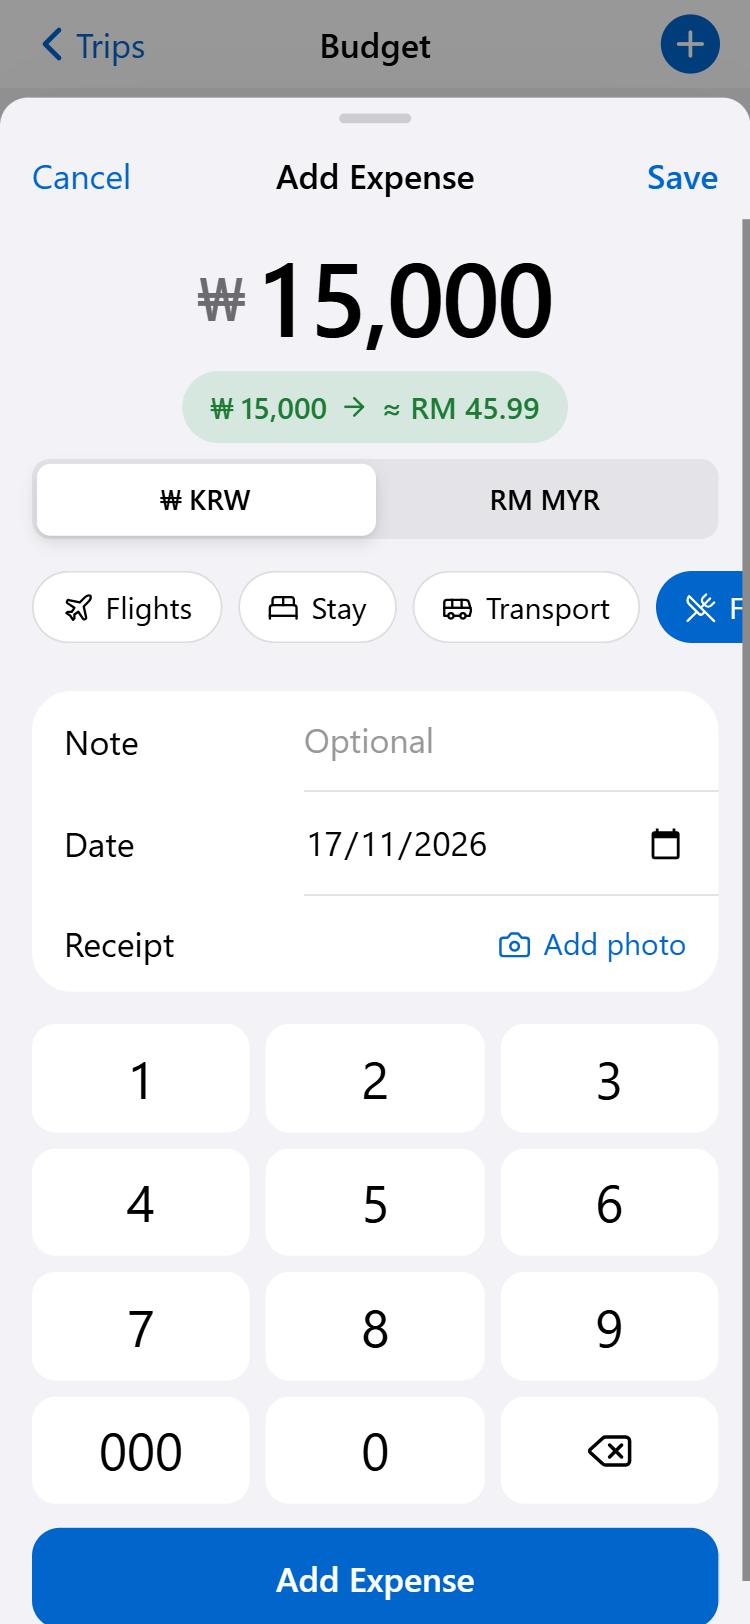 Trips Budget
Cancel Add Expense Save
₩ 15,000
₩ 15,000 → ≈ RM 45.99
₩ KRW RM MYR
Flights Stay Transport F
Note Optional
Date 17/11/2026
Receipt Add photo
1 2 3
4 5 6
7 8 9
000 0
Add Expense